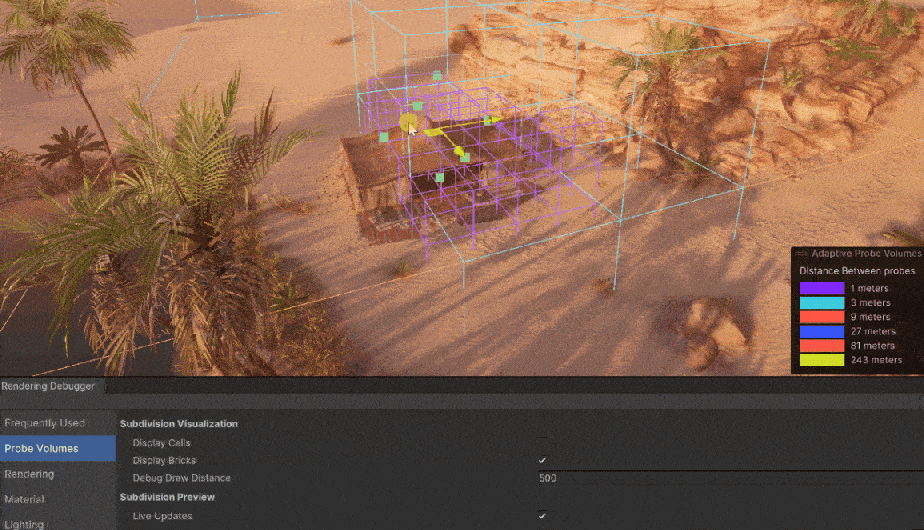 Adaptive Probe Volumes
Distance Between probes
1 meters
3 meters
9 meters
27 meters
81 meters
243 meters
Rendering Debugger
Frequently Used
Probe Volumes
Rendering
Material
Lighting
Subdivision Visualization
Display Cells
Display Bricks
Debug Draw Distance
500
Subdivision Preview
Live Updates